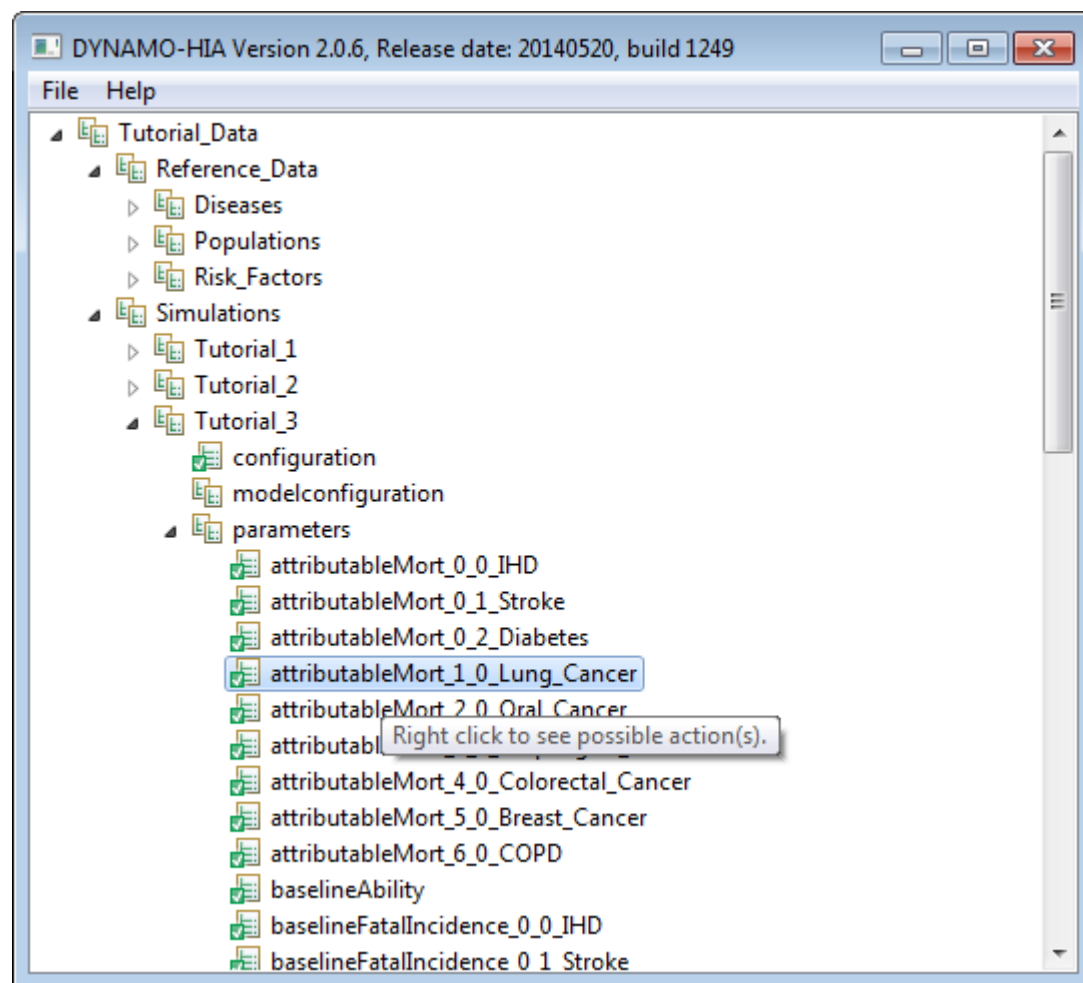 DYNAMO-HIA Version 2.0.6, Release date: 20140520, build 1249
File Help
Tutorial_Data
Reference_Data
Diseases
Populations
Risk_Factors
Simulations
Tutorial_1
Tutorial_2
Tutorial_3
configuration
modelconfiguration
parameters
attributableMort_0_0_IHD
attributableMort_0_1_Stroke
attributableMort_0_2_Diabetes
attributableMort_1_0_Lung_Cancer
attributableMort_2_0_Oral_Cancer
Right click to see possible action(s).
attributableMort_4_0_Colorectal_Cancer
attributableMort_5_0_Breast_Cancer
attributableMort_6_0_COPD
baselineAbility
baselineFatalIncidence_0_0_IHD
baselineFatalIncidence_0_1_Stroke